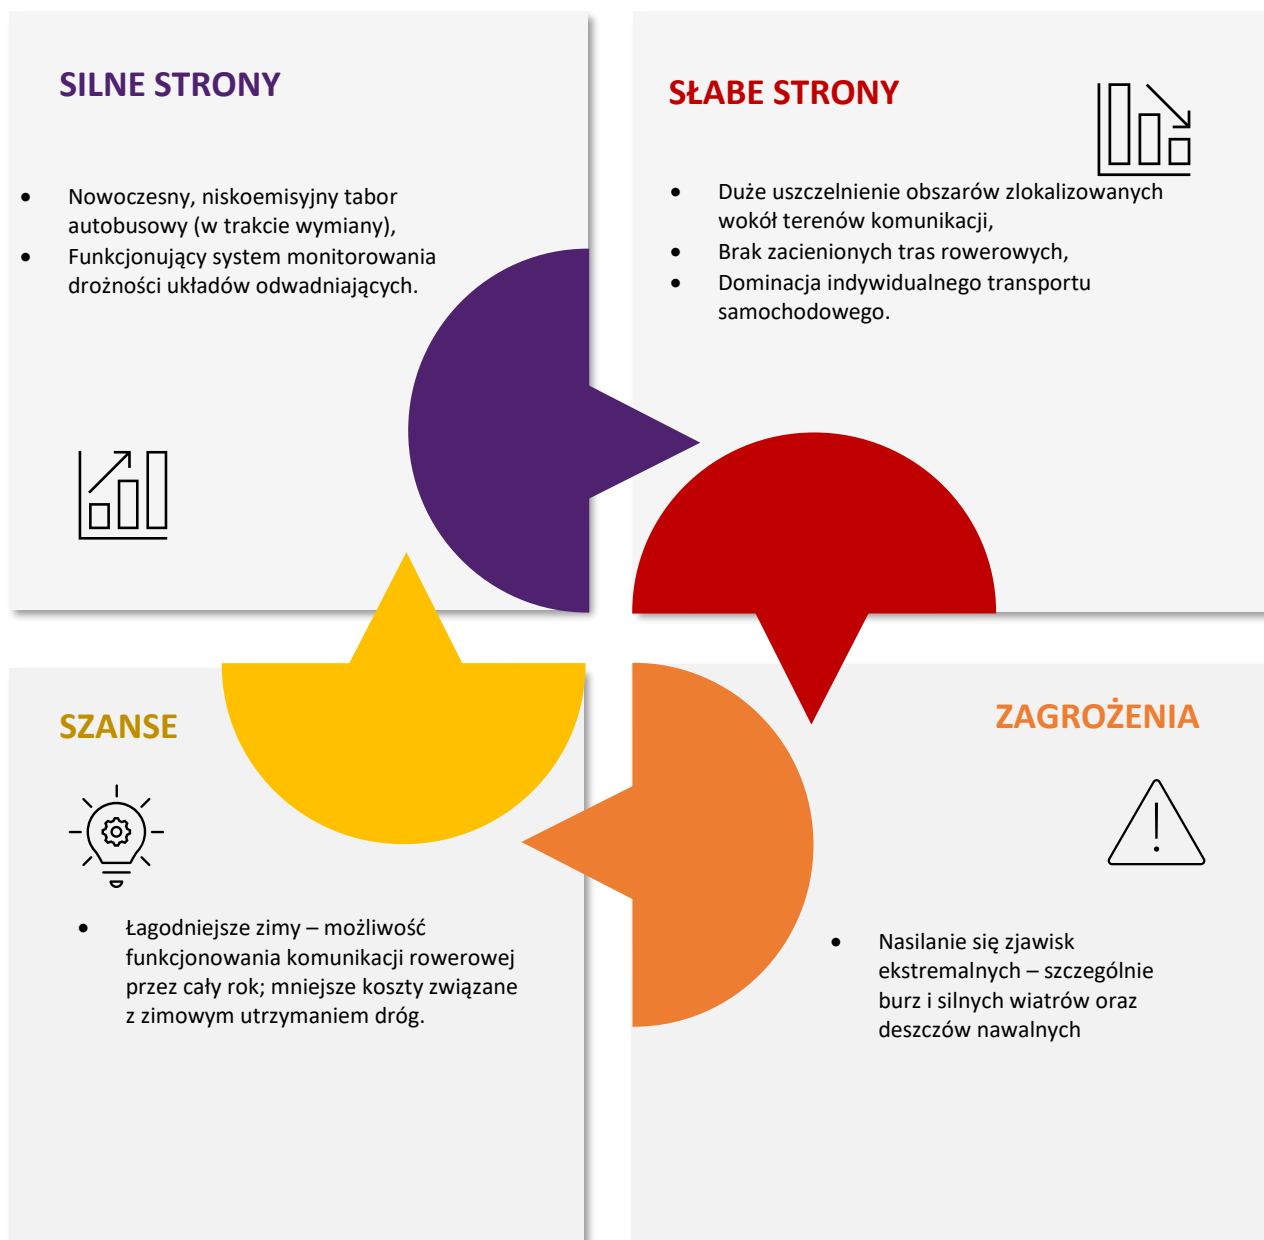 SILNE STRONY
• Nowoczesny, niskoemisyjny tabor
autobusowy (w trakcie wymiany),
• Funkcjonujący system monitorowania
drożności układów odwadniających.
SŁABE STRONY
• Duże uszczelnienie obszarów zlokalizowanych
wokół terenów komunikacji,
• Brak zacienionych tras rowerowych,
• Dominacja indywidualnego transportu
samochodowego.
SZANSE
• Łagodniejsze zimy – możliwość
funkcjonowania komunikacji rowerowej
przez cały rok; mniejsze koszty związane
z zimowym utrzymaniem dróg.
ZAGROŻENIA
• Nasilanie się zjawisk
ekstremalnych – szczególnie
burz i silnych wiatrów oraz
deszczów nawalnych